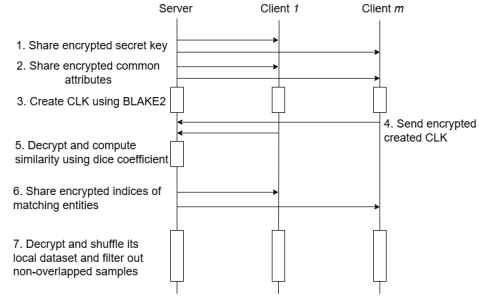 Server
Client 1
Client m
1. Share encrypted secret key
2. Share encrypted common
attributes
3. Create CLK using BLAKE2
4. Send encrypted
created CLK
5. Decrypt and compute
similarity using dice coefficient
6. Share encrypted indices of
matching entities
7. Decrypt and shuffle its
local dataset and filter out
non-overlapped samples